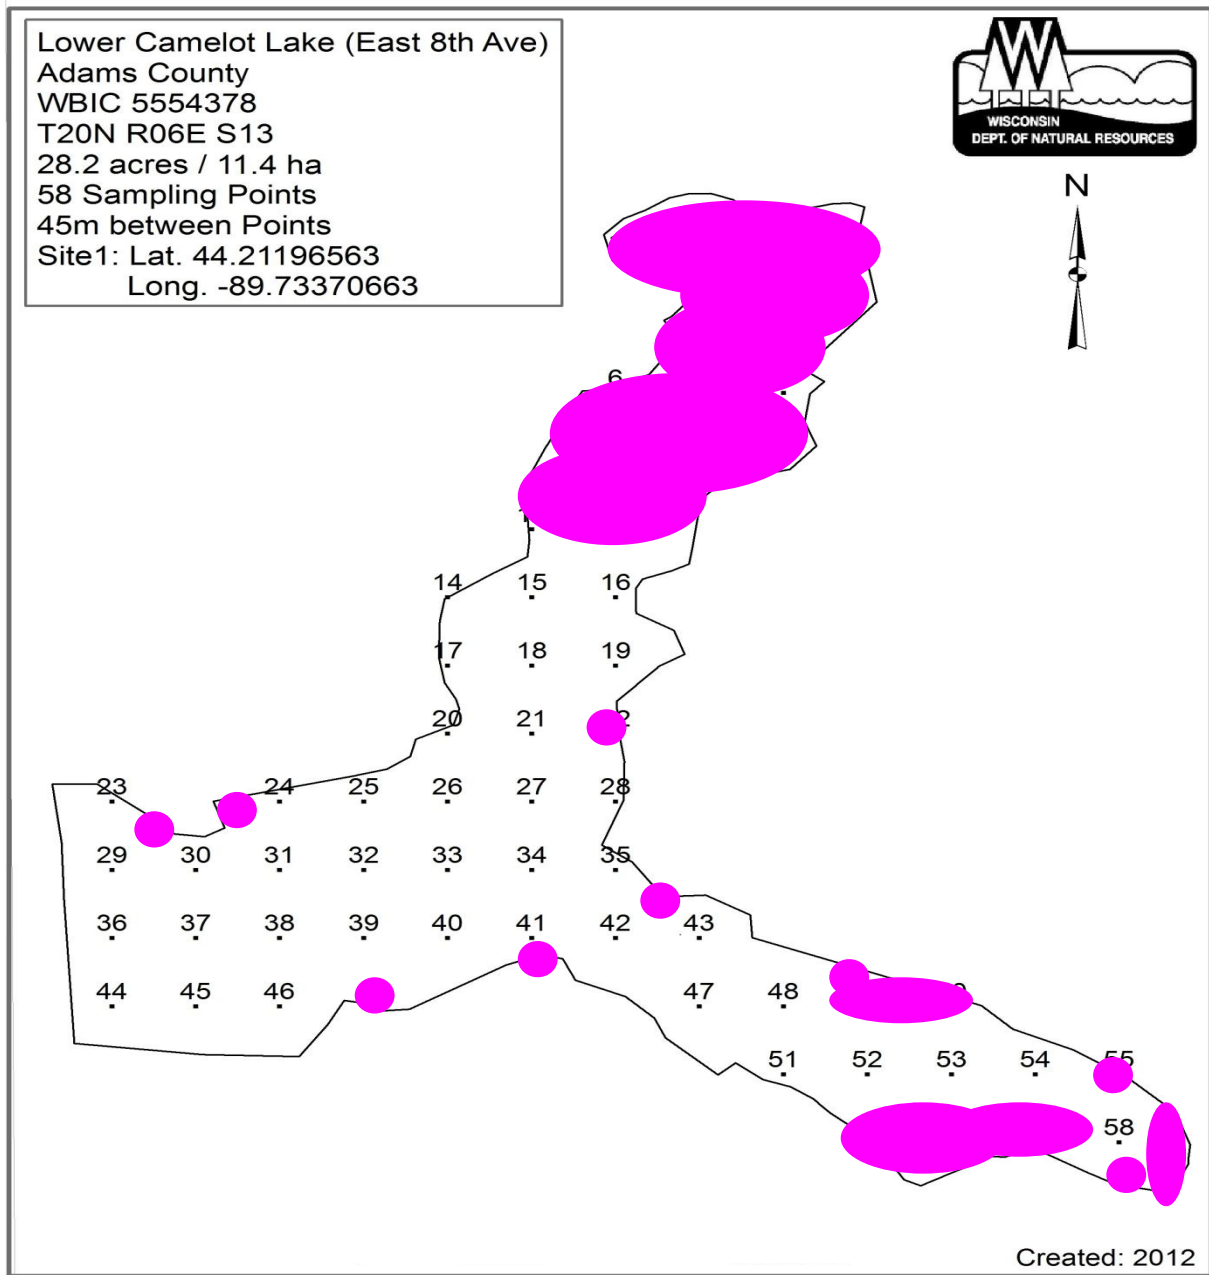 Lower Camelot Lake (East 8th Ave)
Adams County
WBIC 5554378
T20N R06E S13
28.2 acres / 11.4 ha
58 Sampling Points
45m between Points
Site1: Lat. 44.21196563
Long. -89.73370663
W
WISCONSIN
DEPT. OF NATURAL RESOURCES
N
6
14 15 16
17 18 19
20 21
23 24 25 26 27 28
29 30 31 32 33 34 35
36 37 38 39 40 41 42 43
44 45 46 47 48
51 52 53 54 55
58
Created: 2012